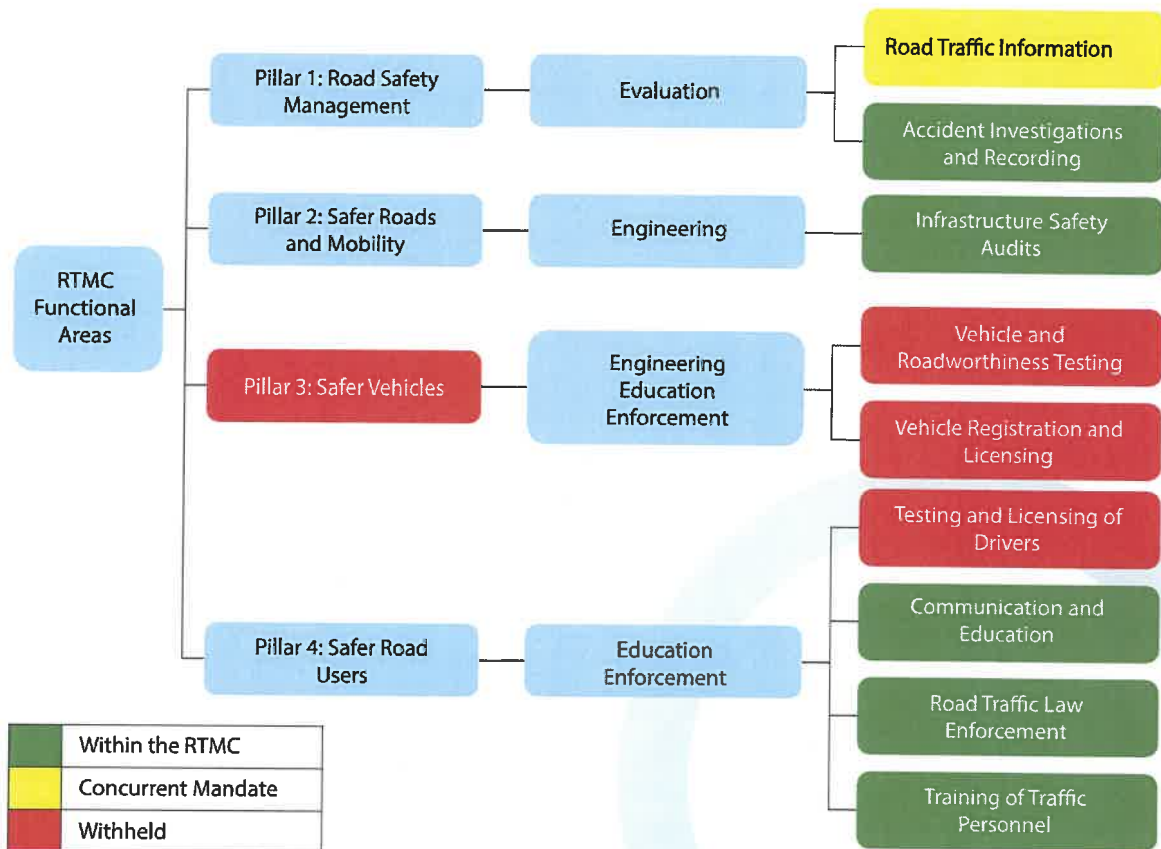 RTMC
Functional
Areas
Pillar 1: Road Safety
Management
Evaluation
Road Traffic Information
Accident Investigations
and Recording
Pillar 2: Safer Roads
and Mobility
Engineering
Infrastructure Safety
Audits
Pillar 3: Safer Vehicles
Engineering
Education
Enforcement
Vehicle and
Roadworthiness Testing
Vehicle Registration and
Licensing
Pillar 4: Safer Road
Users
Education
Enforcement
Testing and Licensing of
Drivers
Communication and
Education
Road Traffic Law
Enforcement
Training of Traffic
Personnel
Within the RTMC
Concurrent Mandate
Withheld